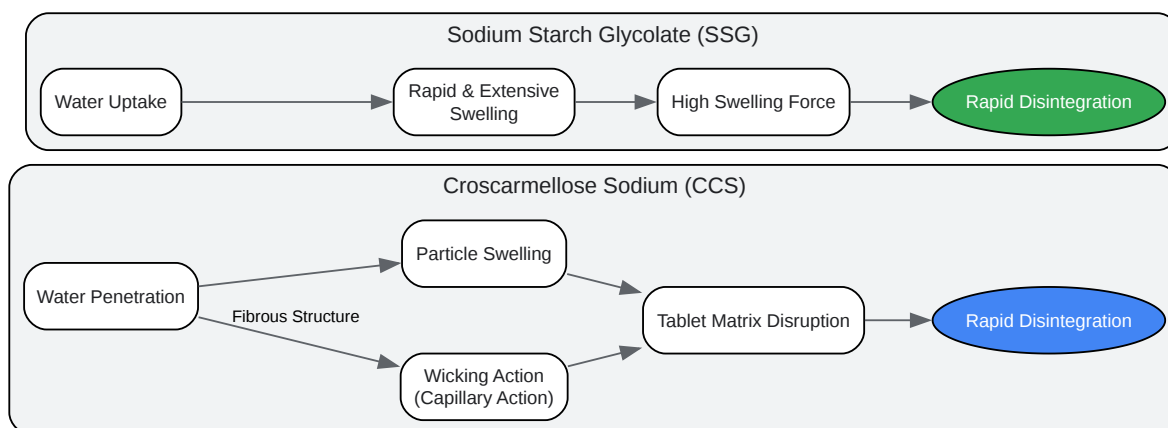 Sodium Starch Glycolate (SSG)
Water Uptake
Rapid & Extensive
Swelling
High Swelling Force
Rapid Disintegration
Croscarmellose Sodium (CCS)
Water Penetration
Particle Swelling
Fibrous Structure
Wicking Action
(Capillary Action)
Tablet Matrix Disruption
Rapid Disintegration